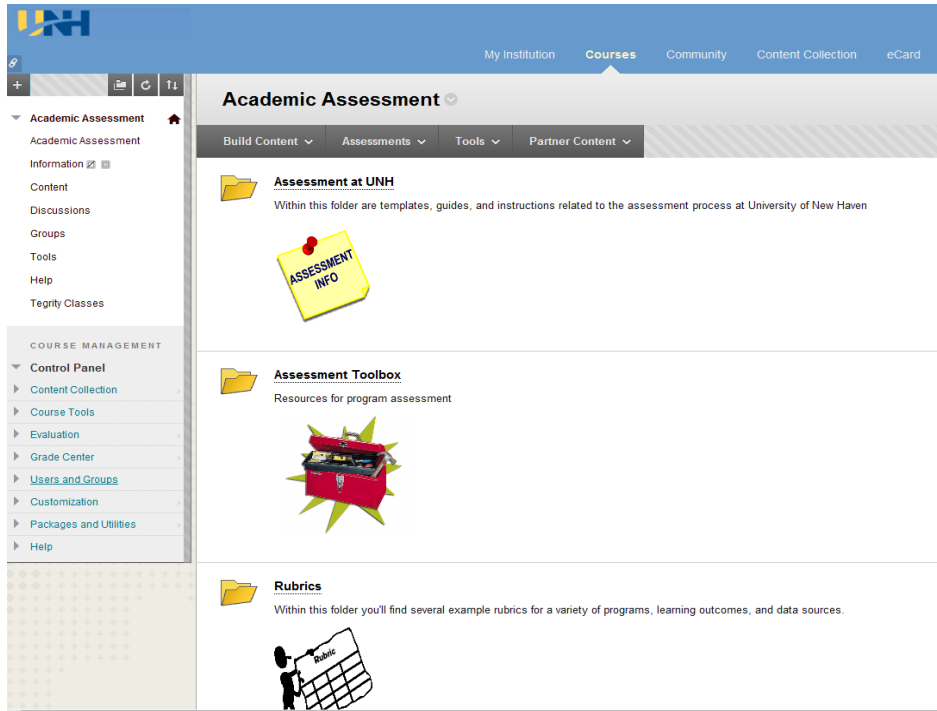 UNH
My Institution Courses Community Content Collection eCard
Academic Assessment
Academic Assessment
Information
Content
Discussions
Groups
Tools
Help
Tegrity Classes
COURSE MANAGEMENT
Control Panel
Content Collection
Course Tools
Evaluation
Grade Center
Users and Groups
Customization
Packages and Utilities
Help
Academic Assessment
Build Content Assessments Tools Partner Content
Assessment at UNH
Within this folder are templates, guides, and instructions related to the assessment process at University of New Haven
ASSESSMENT
INFO
Assessment Toolbox
Resources for program assessment
Rubrics
Within this folder you'll find several example rubrics for a variety of programs, learning outcomes, and data sources.
Rubric